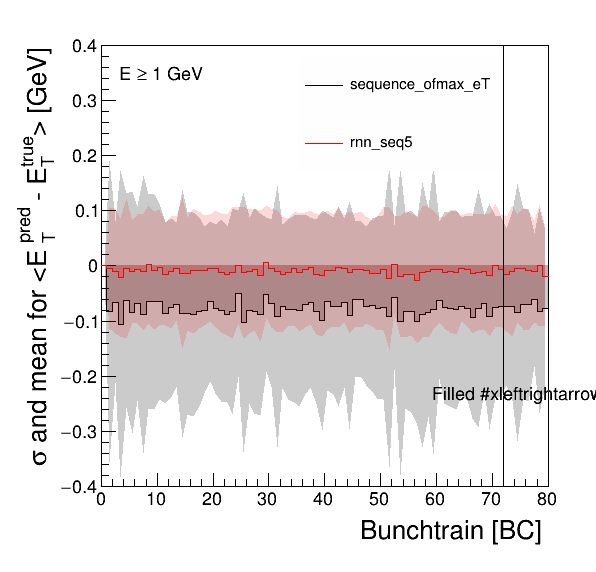 σ and mean for <E_T^pred - E_T^true> [GeV]
0.4
0.3
0.2
0.1
0
−0.1
−0.2
−0.3
−0.4
E ≥ 1 GeV
sequence_ofmax_eT
rnn_seq5
Filled #xleftrightarrow
0 10 20 30 40 50 60 70 80
Bunchtrain [BC]